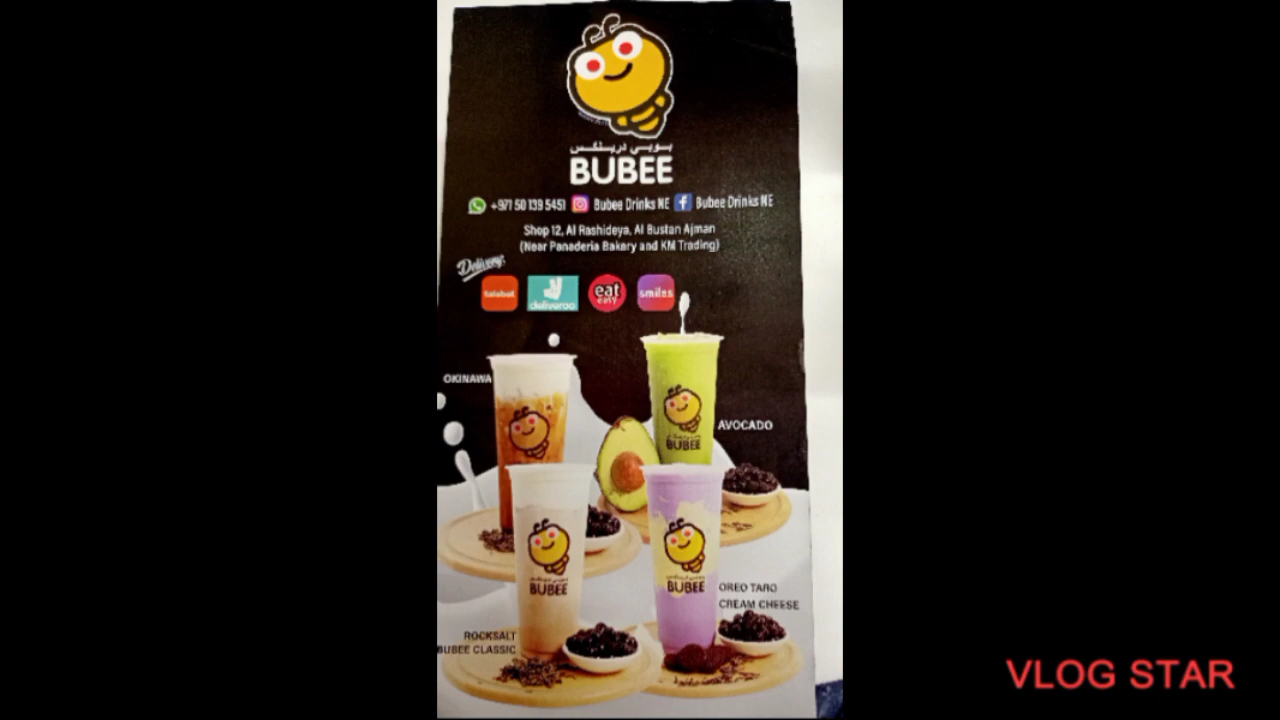 بوبي درينكس
BUBEE
+971 50 139 5451 Bubee Drinks NE Bubee Drinks NE
Shop 12, Al Rashideya, Al Bustan Ajman
(Near Panaderia Bakery and KM Trading)
Delivery:
talabat deliveroo eat easy smiles
OKINAWA
AVOCADO
BUBEE
BUBEE
BUBEE
OREO TARO
CREAM CHEESE
ROCKSALT
BUBEE CLASSIC
VLOG STAR